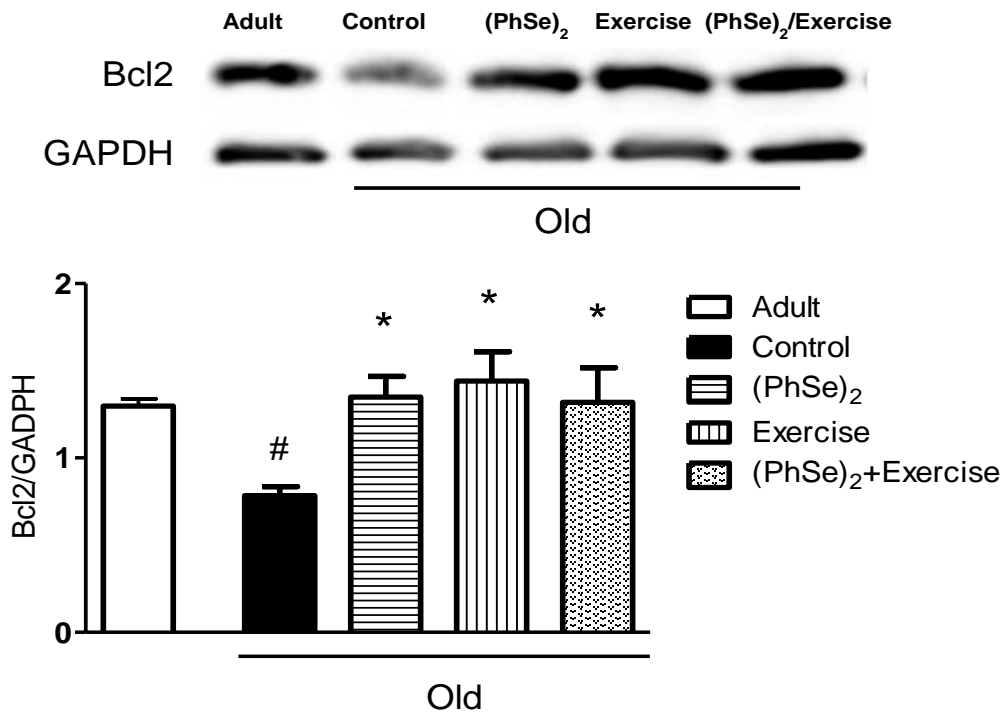 Adult Control (PhSe)₂ Exercise (PhSe)₂/Exercise
Bcl2
GAPDH
Old
2
1
0
Bcl2/GADPH
#
*
*
*
Old
Adult
Control
(PhSe)₂
Exercise
(PhSe)₂+Exercise